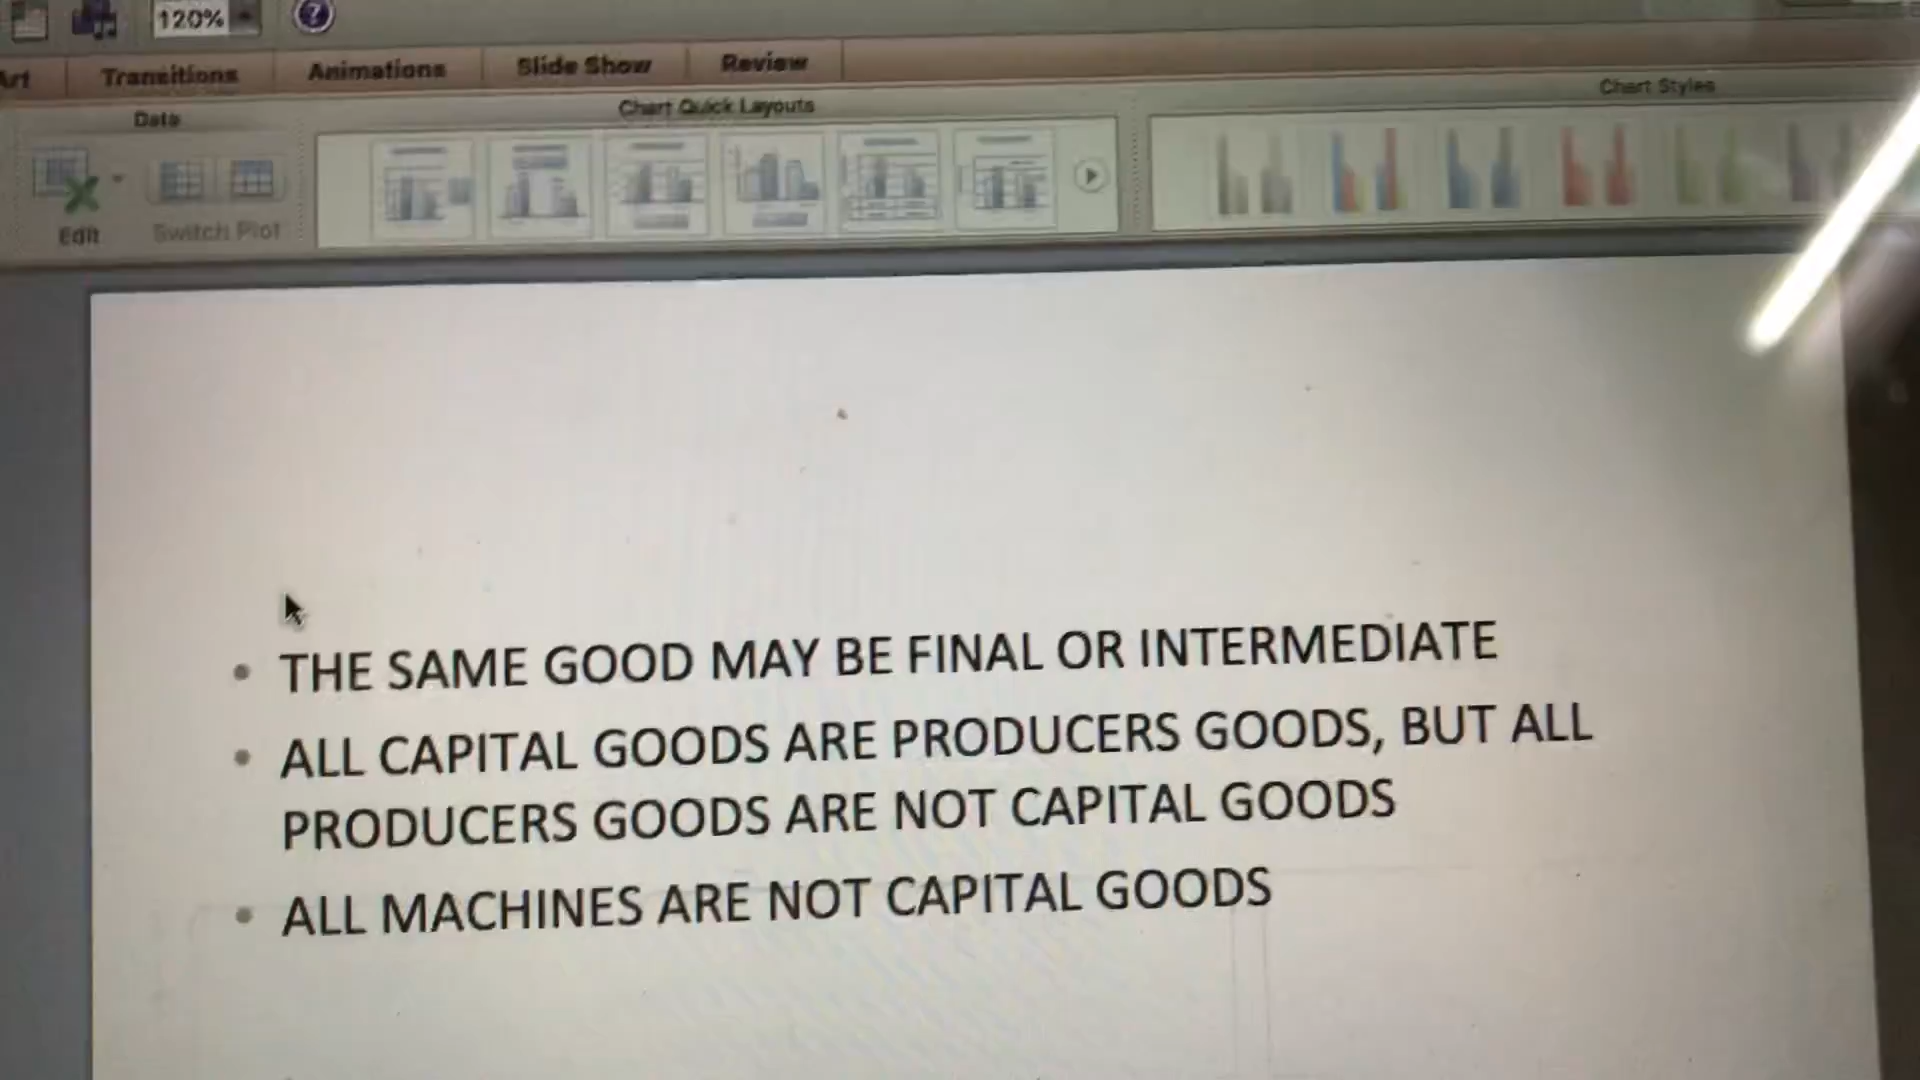 120%
Art Transitions Animations Slide Show Review
Data Chart Quick Layouts Chart Styles
Edit Switch Plot
• THE SAME GOOD MAY BE FINAL OR INTERMEDIATE
• ALL CAPITAL GOODS ARE PRODUCERS GOODS, BUT ALL
PRODUCERS GOODS ARE NOT CAPITAL GOODS
• ALL MACHINES ARE NOT CAPITAL GOODS